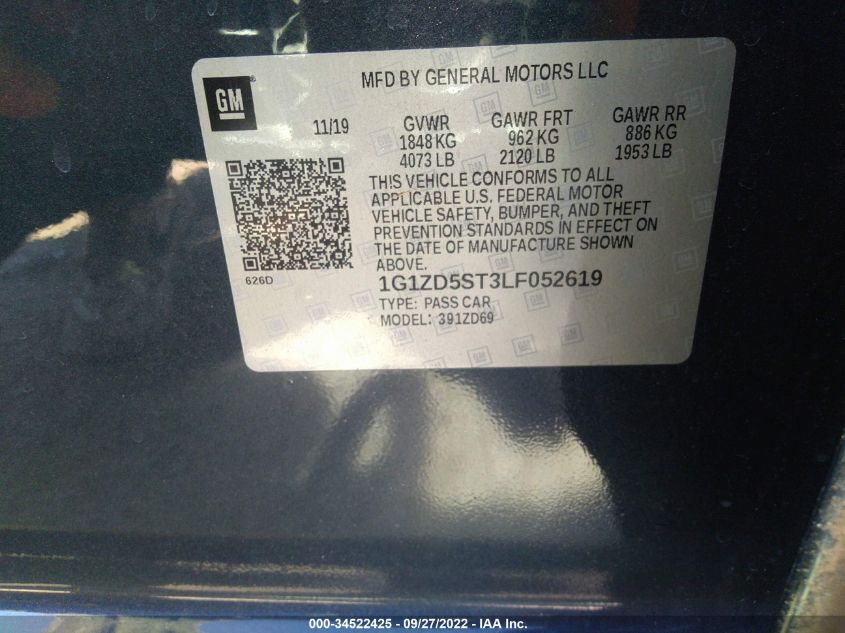 GM
MFD BY GENERAL MOTORS LLC
11/19
GVWR GAWR FRT GAWR RR
1848 KG 962 KG 886 KG
4073 LB 2120 LB 1953 LB
THIS VEHICLE CONFORMS TO ALL
APPLICABLE U.S. FEDERAL MOTOR
VEHICLE SAFETY, BUMPER, AND THEFT
PREVENTION STANDARDS IN EFFECT ON
THE DATE OF MANUFACTURE SHOWN
ABOVE.
626D
1G1ZD5ST3LF052619
TYPE: PASS CAR
MODEL: 391ZD69
000-34522425 - 09/27/2022 - IAA Inc.